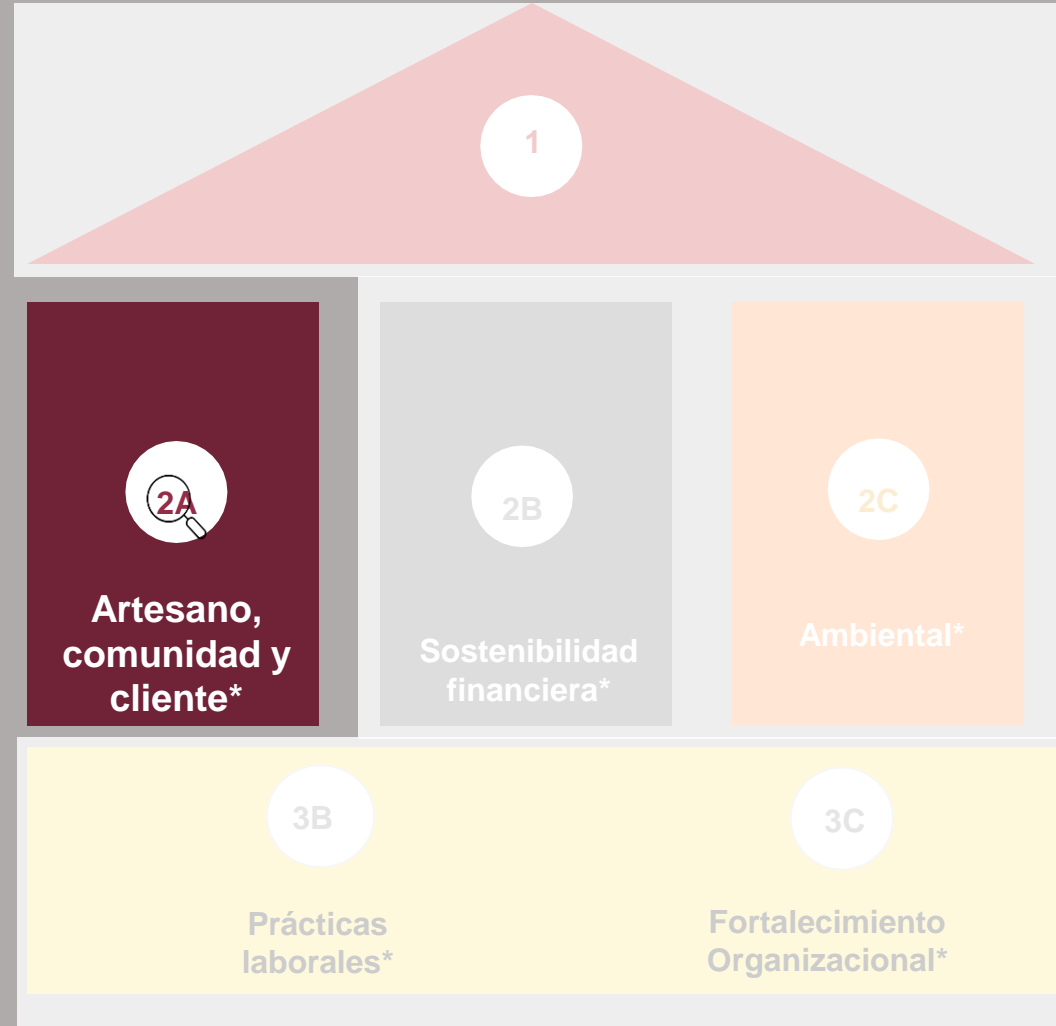 1
2A
Artesano,
comunidad y
cliente*
2B
Sostenibilidad
financiera*
2C
Ambiental*
3B
Prácticas
laborales*
3C
Fortalecimiento
Organizacional*